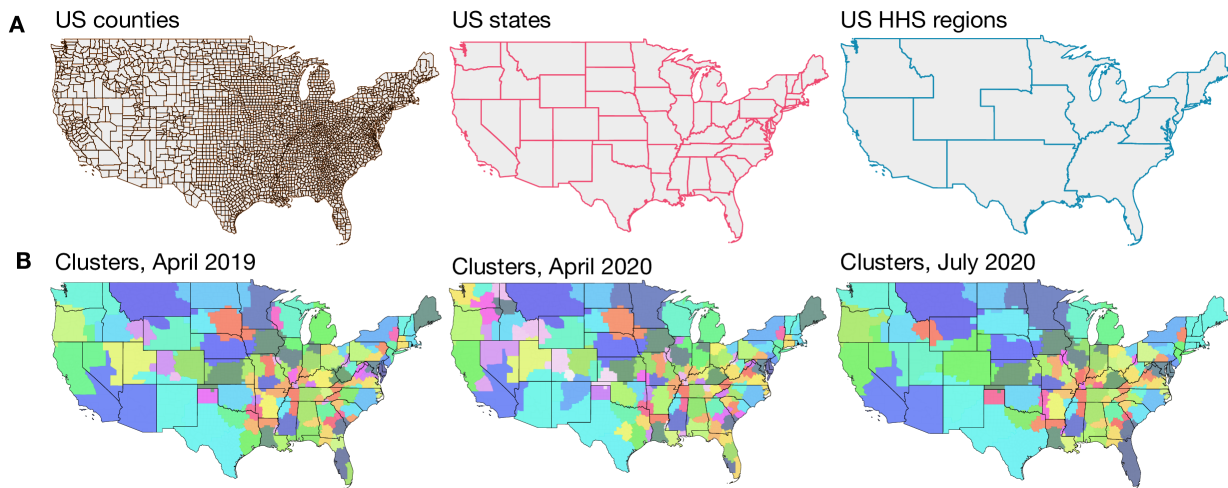 A
US counties
US states
US HHS regions
B
Clusters, April 2019
Clusters, April 2020
Clusters, July 2020